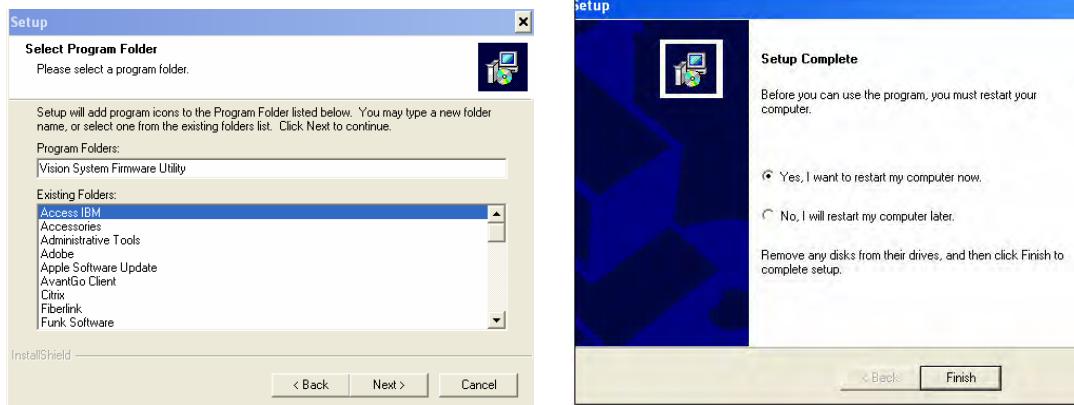 Setup
Select Program Folder
Please select a program folder.
Setup will add program icons to the Program Folder listed below. You may type a new folder
name, or select one from the existing folders list. Click Next to continue.
Program Folders:
Vision System Firmware Utility
Existing Folders:
Access IBM
Accessories
Administrative Tools
Adobe
Apple Software Update
AvantGo Client
Citrix
Fiberlink
Funk Software
InstallShield
< Back
Next >
Cancel
Setup
Setup Complete
Before you can use the program, you must restart your
computer.
Yes, I want to restart my computer now.
No, I will restart my computer later.
Remove any disks from their drives, and then click Finish to
complete setup.
< Back
Finish